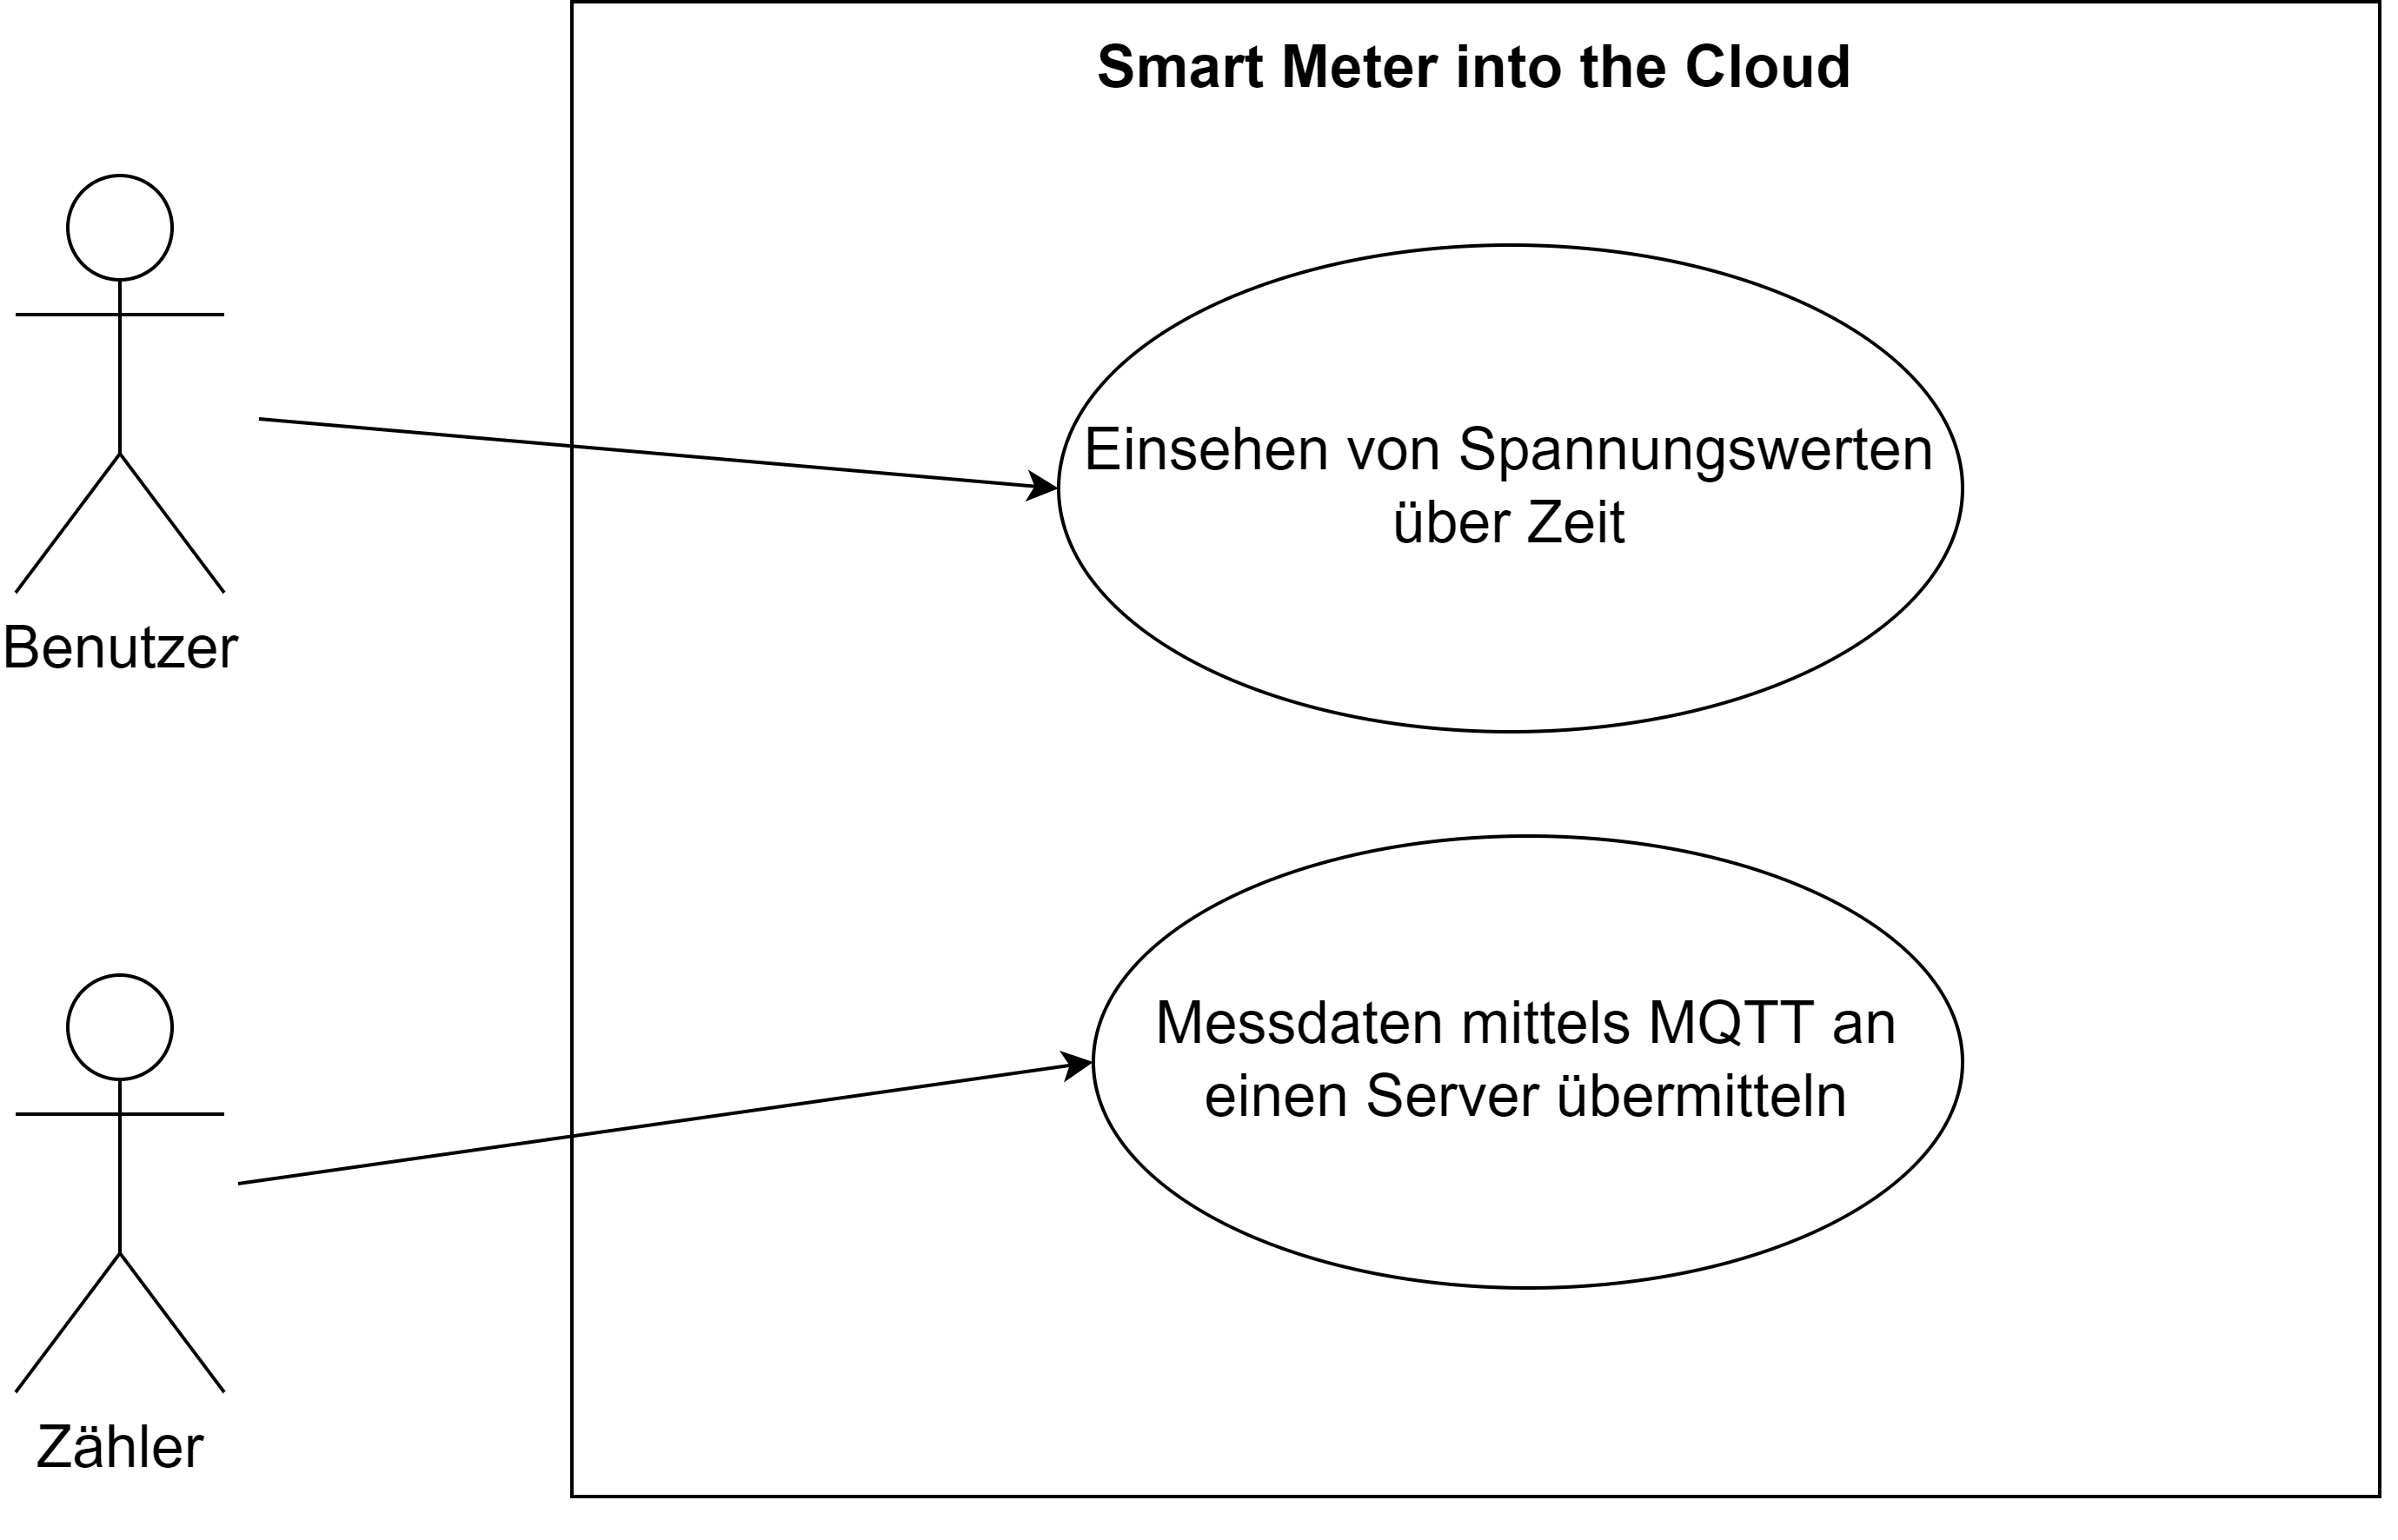 Smart Meter into the Cloud
Einsehen von Spannungswerten
über Zeit
Benutzer
Messdaten mittels MQTT an
einen Server übermitteln
Zähler